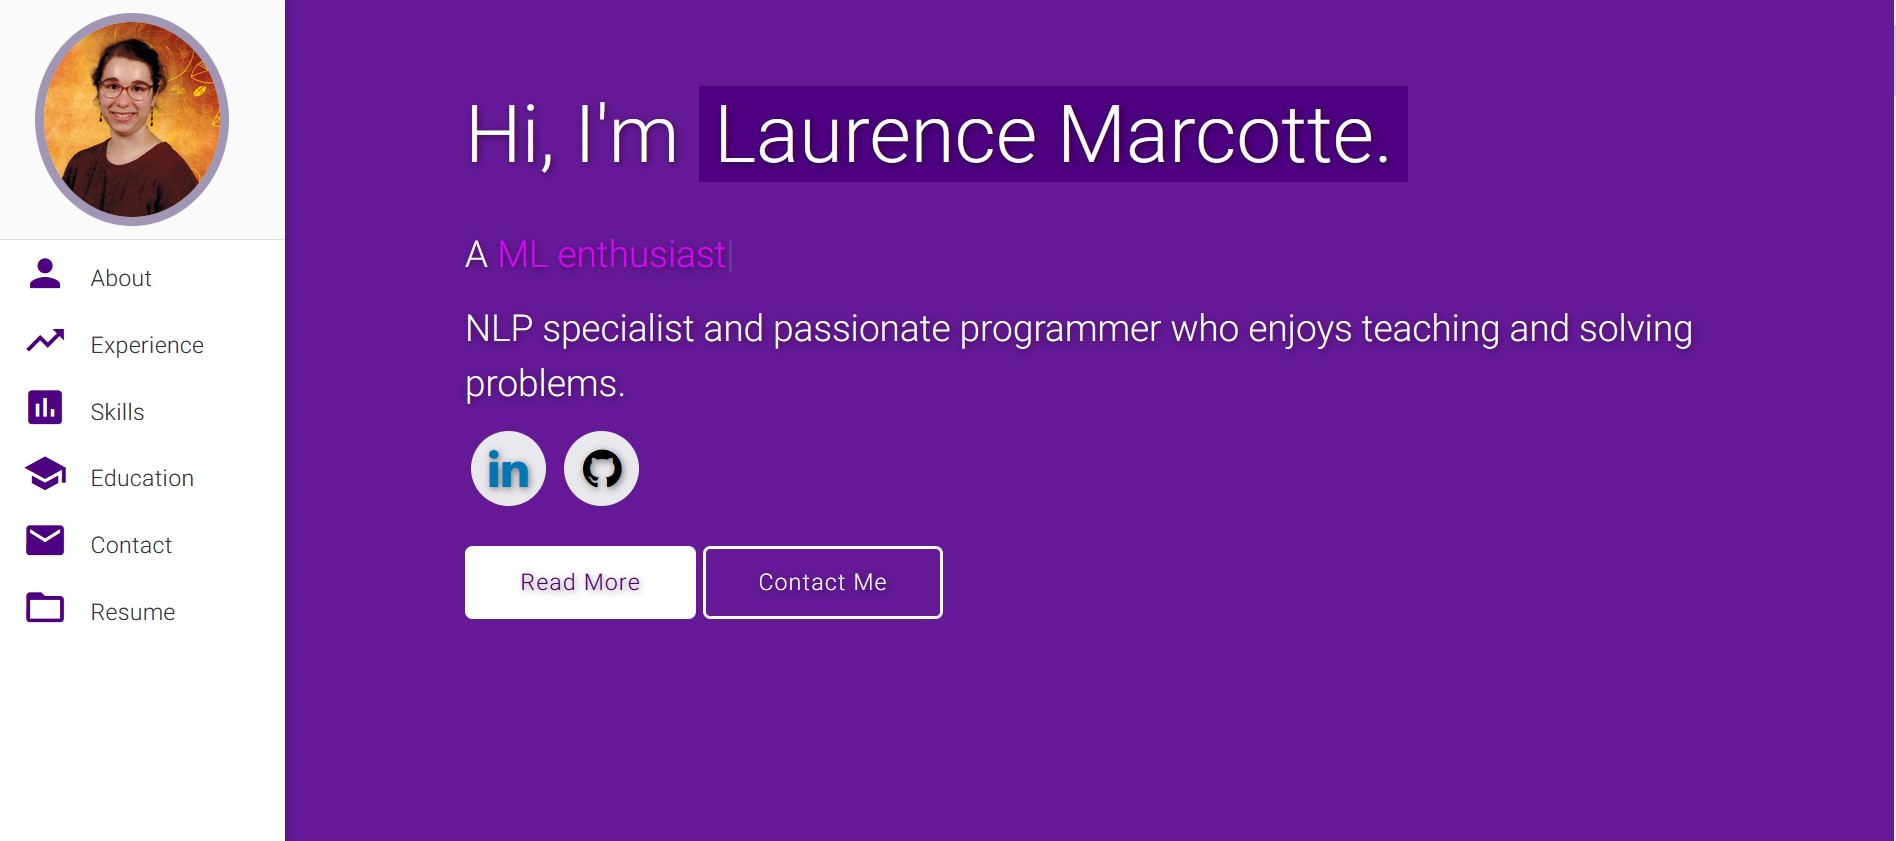 About
Experience
Skills
Education
Contact
Resume
Hi, I'm Laurence Marcotte.
A ML enthusiast|
NLP specialist and passionate programmer who enjoys teaching and solving
problems.
in
Read More Contact Me